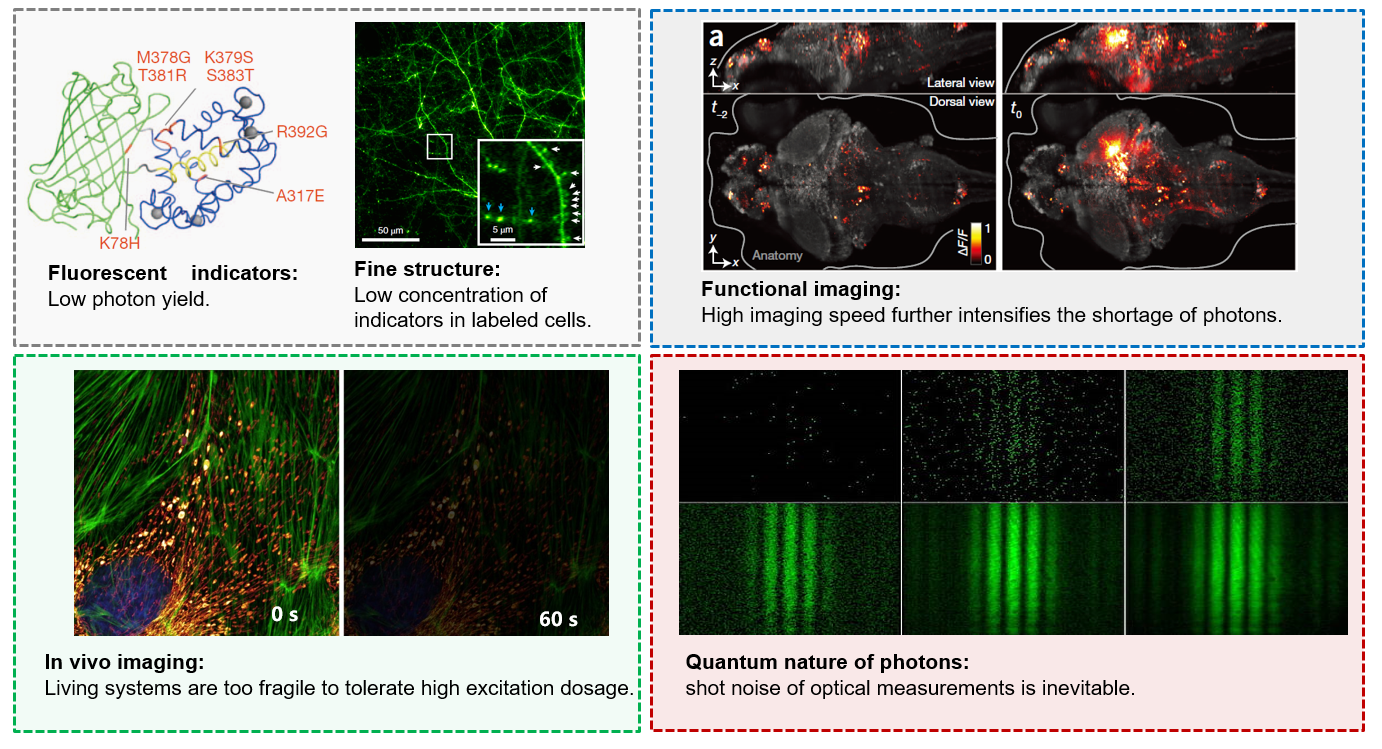 M378G K379S
T381R S383T
R392G
A317E
K78H
Fluorescent indicators:
Low photon yield.
50 μm
5 μm
Fine structure:
Low concentration of
indicators in labeled cells.
a
z
x
Lateral view
Dorsal view
t-2
t0
y
x
Anatomy
ΔF/F
1
0
Functional imaging:
High imaging speed further intensifies the shortage of photons.
0 s
60 s
In vivo imaging:
Living systems are too fragile to tolerate high excitation dosage.
Quantum nature of photons:
shot noise of optical measurements is inevitable.